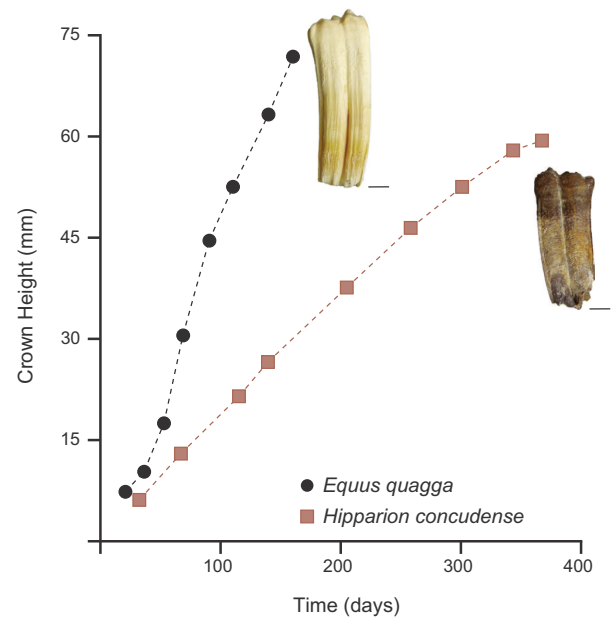 75
60
45
30
15
Crown Height (mm)
Equus quagga
Hipparion concudense
100
200
300
400
Time (days)